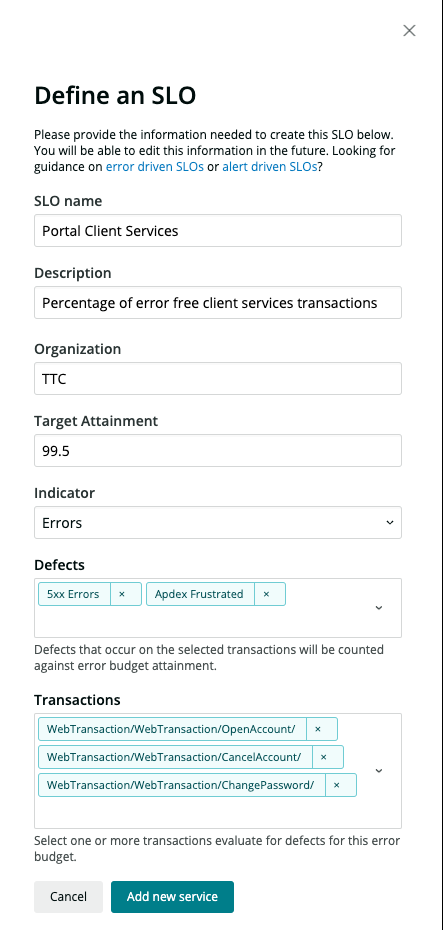 Define an SLO
Please provide the information needed to create this SLO below.
You will be able to edit this information in the future. Looking for
guidance on error driven SLOs or alert driven SLOs?
SLO name
Portal Client Services
Description
Percentage of error free client services transactions
Organization
TTC
Target Attainment
99.5
Indicator
Errors
Defects
5xx Errors × Apdex Frustrated ×
Defects that occur on the selected transactions will be counted
against error budget attainment.
Transactions
WebTransaction/WebTransaction/OpenAccount/ ×
WebTransaction/WebTransaction/CancelAccount/ ×
WebTransaction/WebTransaction/ChangePassword/ ×
Select one or more transactions evaluate for defects for this error
budget.
Cancel Add new service